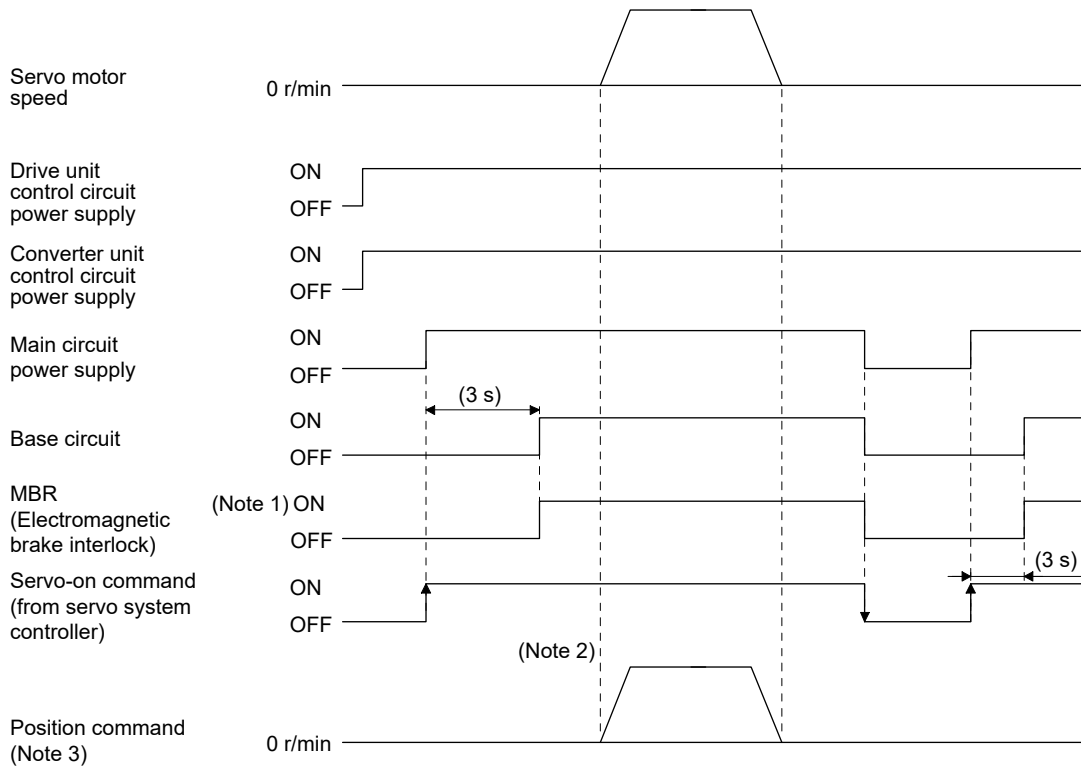 Servo motor
speed
0 r/min
Drive unit
control circuit
power supply
ON
OFF
Converter unit
control circuit
power supply
ON
OFF
Main circuit
power supply
ON
OFF
(3 s)
Base circuit
ON
OFF
MBR
(Electromagnetic
brake interlock)
(Note 1) ON
OFF
(3 s)
Servo-on command
(from servo system
controller)
ON
OFF
(Note 2)
Position command
(Note 3)
0 r/min